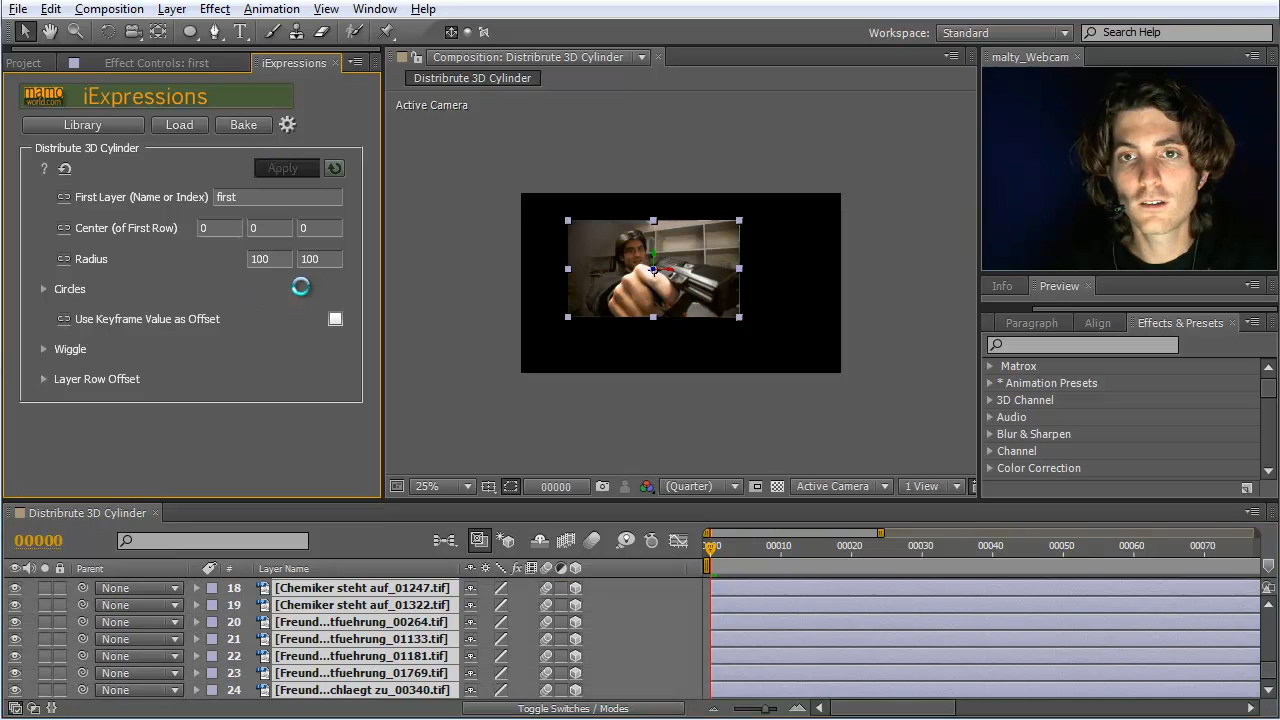 File Edit Composition Layer Effect Animation View Window Help
Workspace: Standard Search Help
Project Effect Controls: first iExpressions
Composition: Distribrute 3D Cylinder
malty_Webcam
Distribrute 3D Cylinder
mamo world.com iExpressions
Active Camera
Library Load Bake
Distribute 3D Cylinder
? Apply
First Layer (Name or Index) first
Center (of First Row) 0 0 0
Radius 100 100
Circles
Use Keyframe Value as Offset
Wiggle
Layer Row Offset
Info Preview
Paragraph Align Effects & Presets
Matrox
* Animation Presets
3D Channel
Audio
Blur & Sharpen
Channel
Color Correction
25% 00000 (Quarter) Active Camera 1 View
Distribrute 3D Cylinder
00000
00010 00020 00030 00040 00050 00060 00070
Parent # Layer Name
None 18 [Chemiker steht auf_01247.tif]
None 19 [Chemiker steht auf_01322.tif]
None 20 [Freund...tfuehrung_00264.tif]
None 21 [Freund...tfuehrung_01133.tif]
None 22 [Freund...tfuehrung_01181.tif]
None 23 [Freund...tfuehrung_01769.tif]
None 24 [Freund...chlaegt zu_00340.tif]
Toggle Switches / Modes